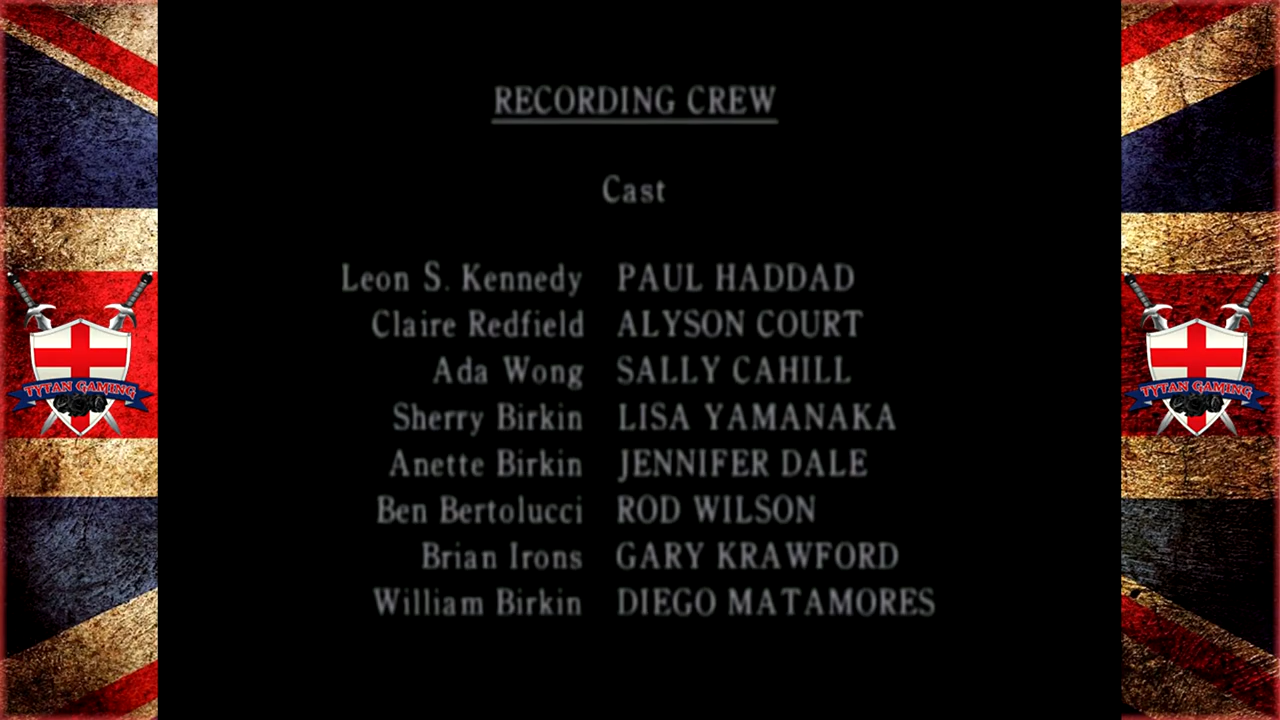 RECORDING CREW
Cast
Leon S. Kennedy PAUL HADDAD
Claire Redfield ALYSON COURT
Ada Wong SALLY CAHILL
Sherry Birkin LISA YAMANAKA
Anette Birkin JENNIFER DALE
Ben Bertolucci ROD WILSON
Brian Irons GARY KRAWFORD
William Birkin DIEGO MATAMORES
TYTAN GAMING
TYTAN GAMING